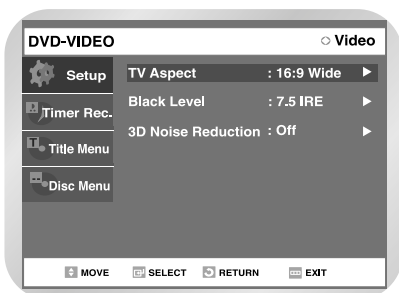 DVD-VIDEO Video
Setup TV Aspect : 16:9 Wide
Black Level : 7.5 IRE
Timer Rec.
3D Noise Reduction : Off
Title Menu
Disc Menu
MOVE SELECT RETURN EXIT